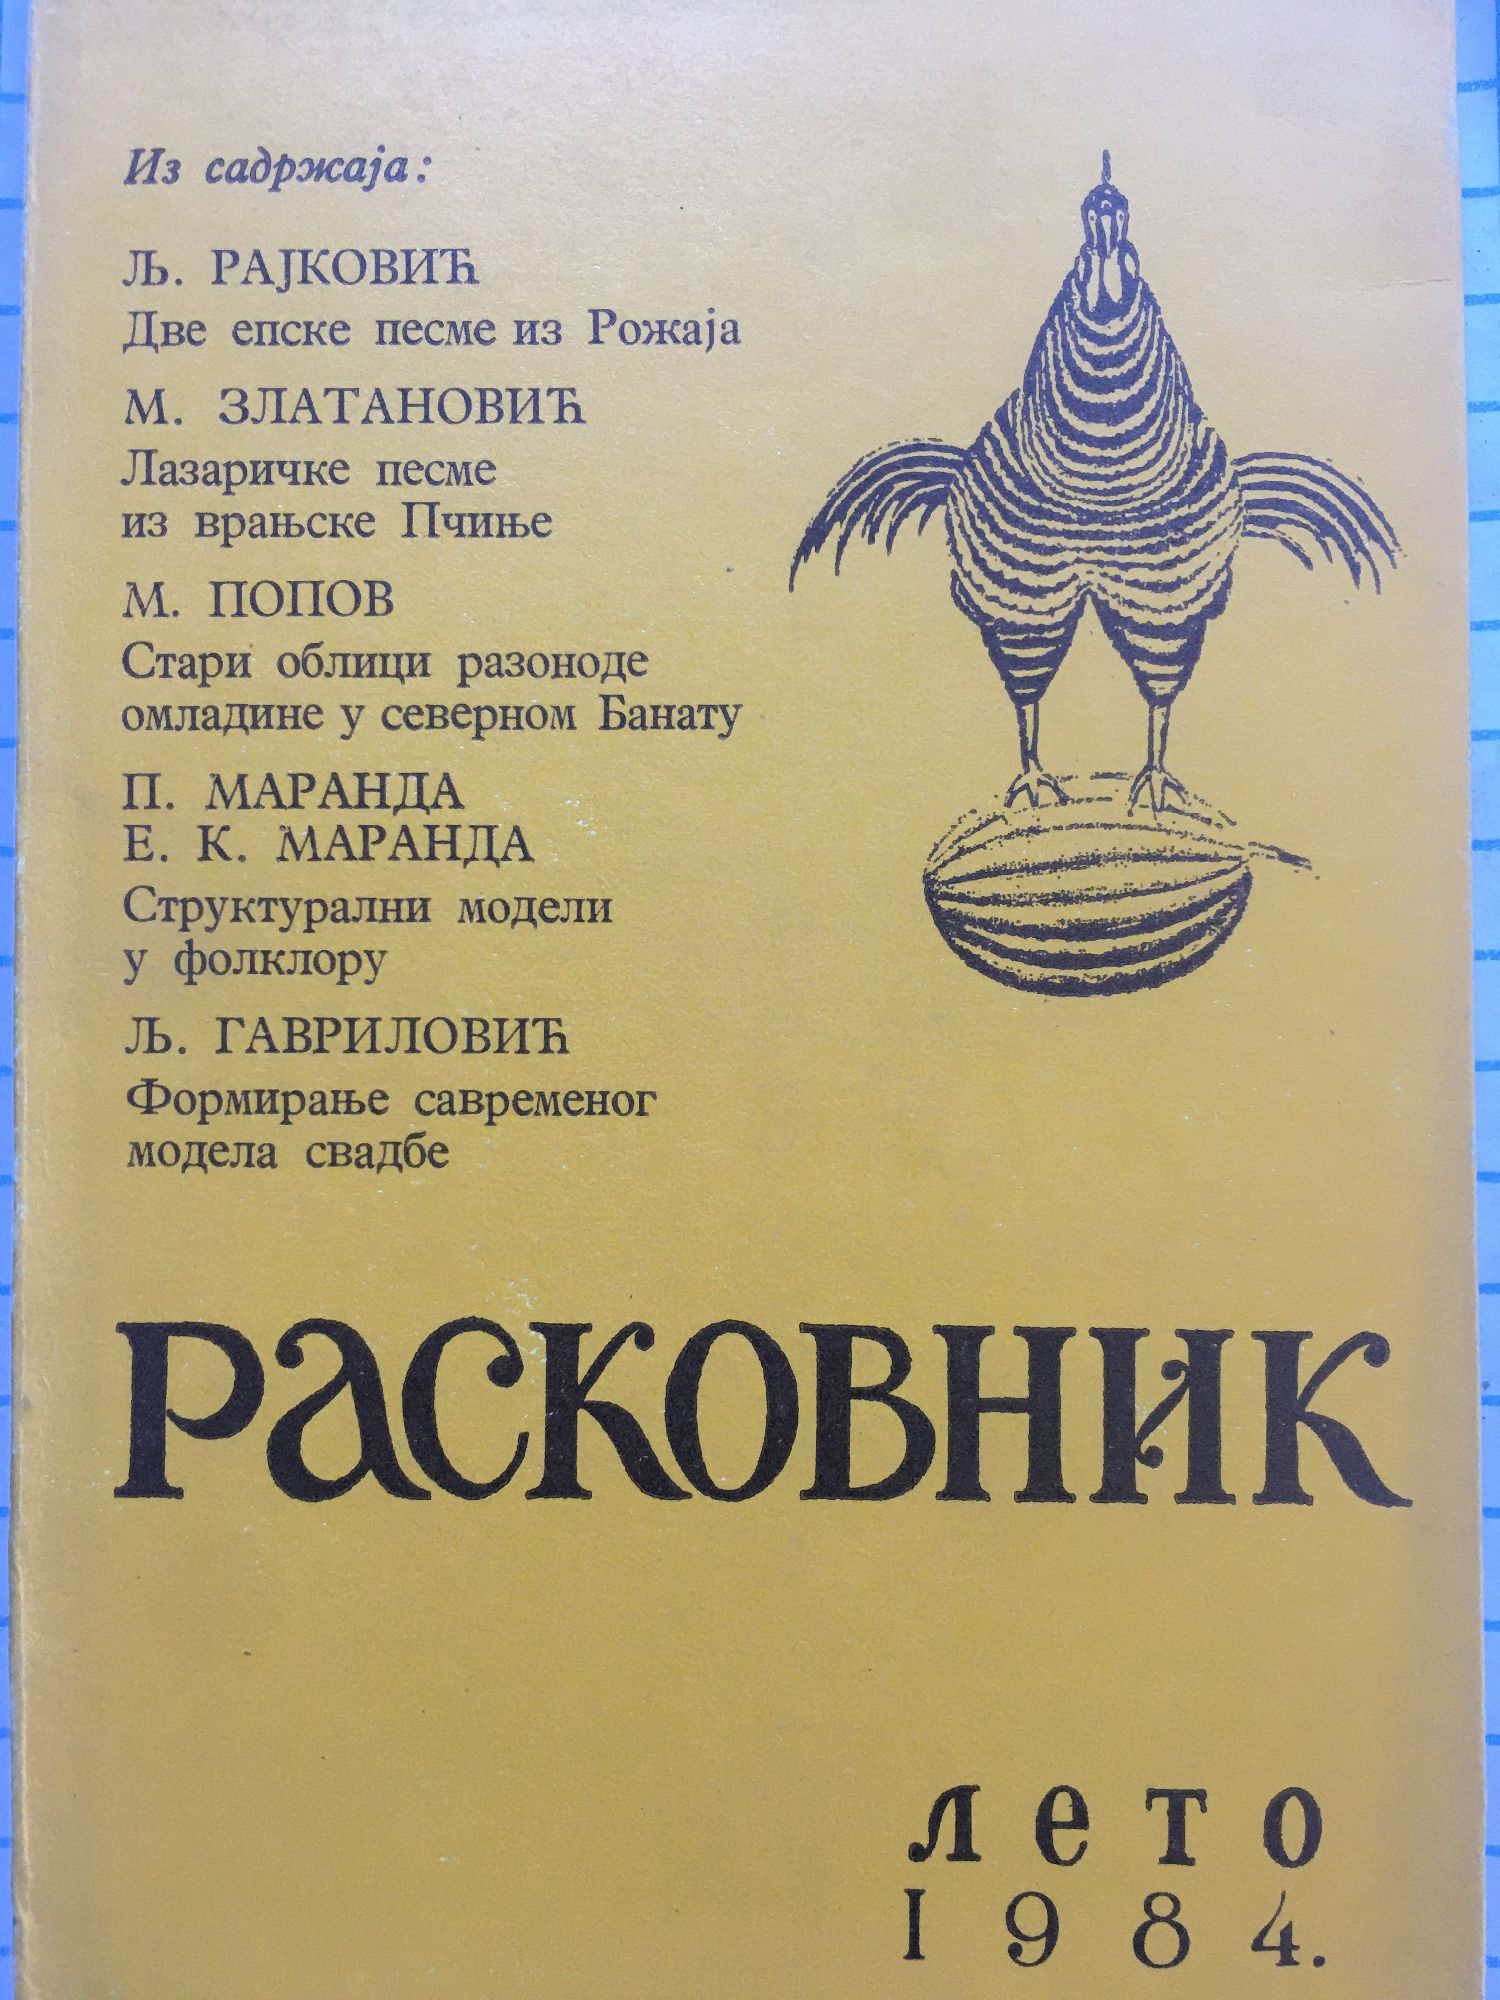 Из садржаја:
Љ. РАЈКОВИЋ
Две епске песме из Рожаја
М. ЗЛАТАНОВИЋ
Лазаричке песме
из врањске Пчиње
М. ПОПОВ
Стари облици разоноде
омладине у северном Банату
П. МАРАНДА
Е. К. МАРАНДА
Структурални модели
у фолклору
Љ. ГАВРИЛОВИЋ
Формирање савременог
модела свадбе
РАСКОВНИК
лето
1984.